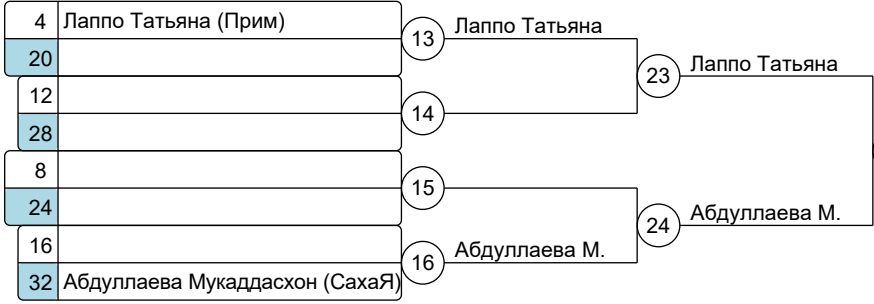 4 Лаппо Татьяна (Прим)
13 Лаппо Татьяна
20
23 Лаппо Татьяна
12
14
28
8
15
24
24 Абдуллаева М.
16
16 Абдуллаева М.
32 Абдуллаева Мукаддасхон (СахаЯ)